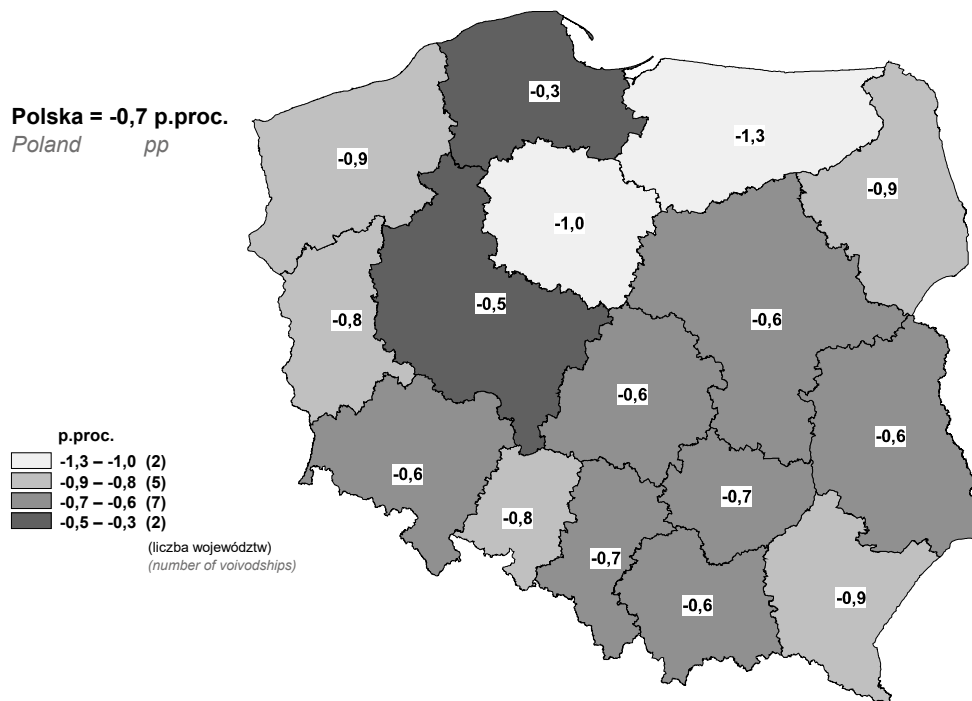 Polska = -0,7 p.proc.
Poland pp
p.proc.
-1,3 – -1,0 (2)
-0,9 – -0,8 (5)
-0,7 – -0,6 (7)
-0,5 – -0,3 (2)
(liczba województw)
(number of voivodships)
-0,3
-1,3
-0,9
-0,9
-1,0
-0,5
-0,8
-0,6
-0,6
-0,6
-0,6
-0,7
-0,8
-0,7
-0,9
-0,6